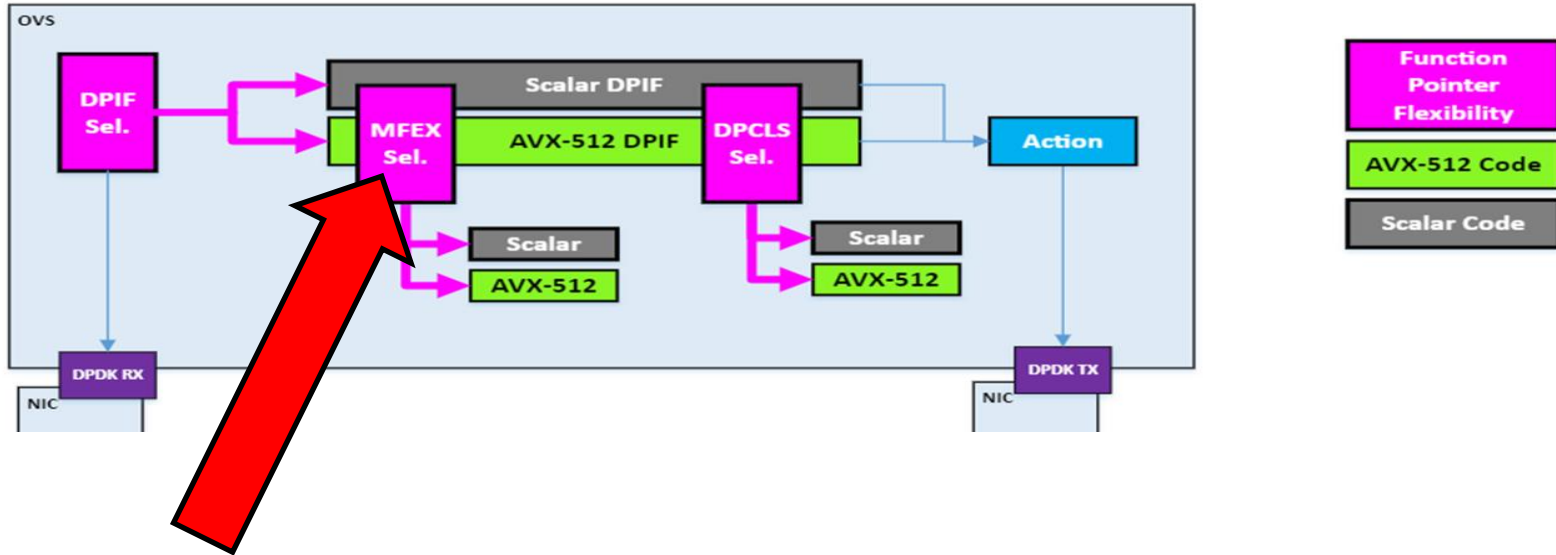 OVS
DPIF
Sel.
Scalar DPIF
MFEX
Sel.
AVX-512 DPIF
DPCLS
Sel.
Action
Scalar
AVX-512
Scalar
AVX-512
DPDK RX
NIC
DPDK TX
NIC
Function
Pointer
Flexibility
AVX-512 Code
Scalar Code